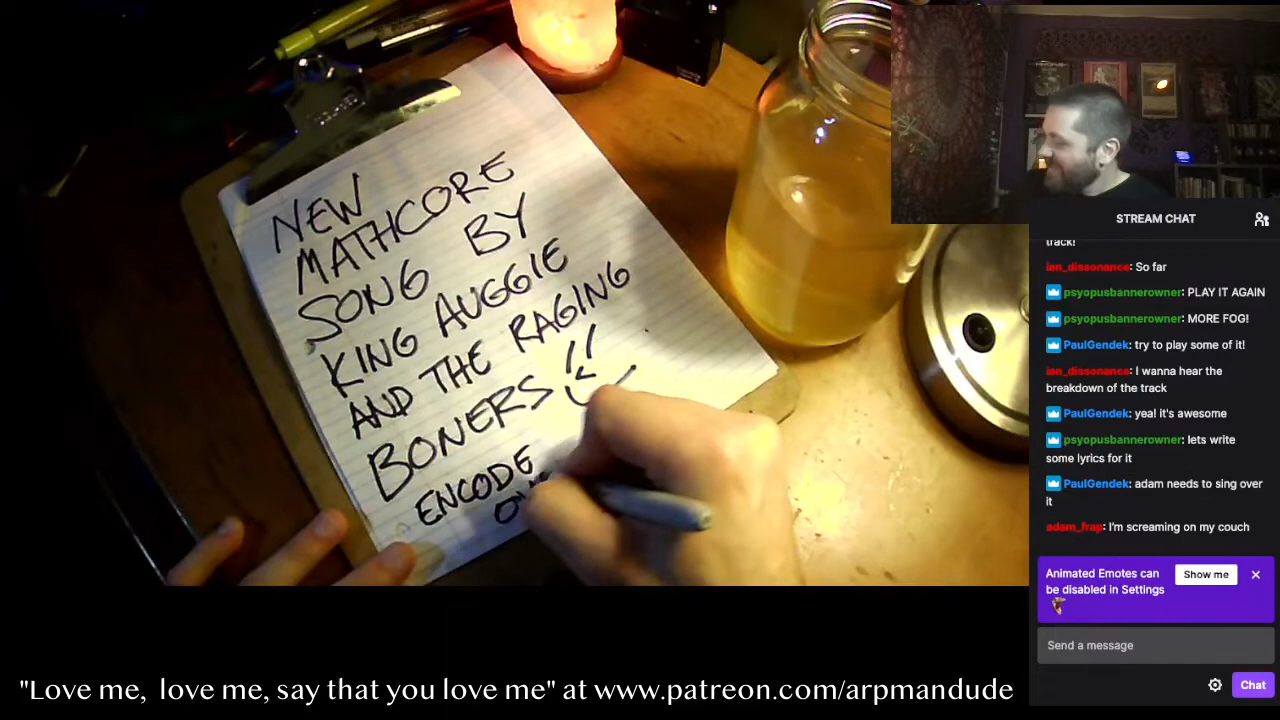 NEW
MATHCORE
SONG BY
KING AUGGIE
AND THE RAGING
BONERS!!
ENCODE
STREAM CHAT
track!
ian_dissonance: So far
psyopusbannerowner: PLAY IT AGAIN
psyopusbannerowner: MORE FOG!
PaulGendek: try to play some of it!
ian_dissonance: I wanna hear the
breakdown of the track
PaulGendek: yeal it's awesome
psyopusbannerowner: lets write
some lyrics for it
PaulGendek: adam needs to sing over
it
adam_frap: I'm screaming on my couch
Animated Emotes can
be disabled in Settings
Show me
Send a message
Chat
"Love me, love me, say that you love me" at www.patreon.com/arpmandude